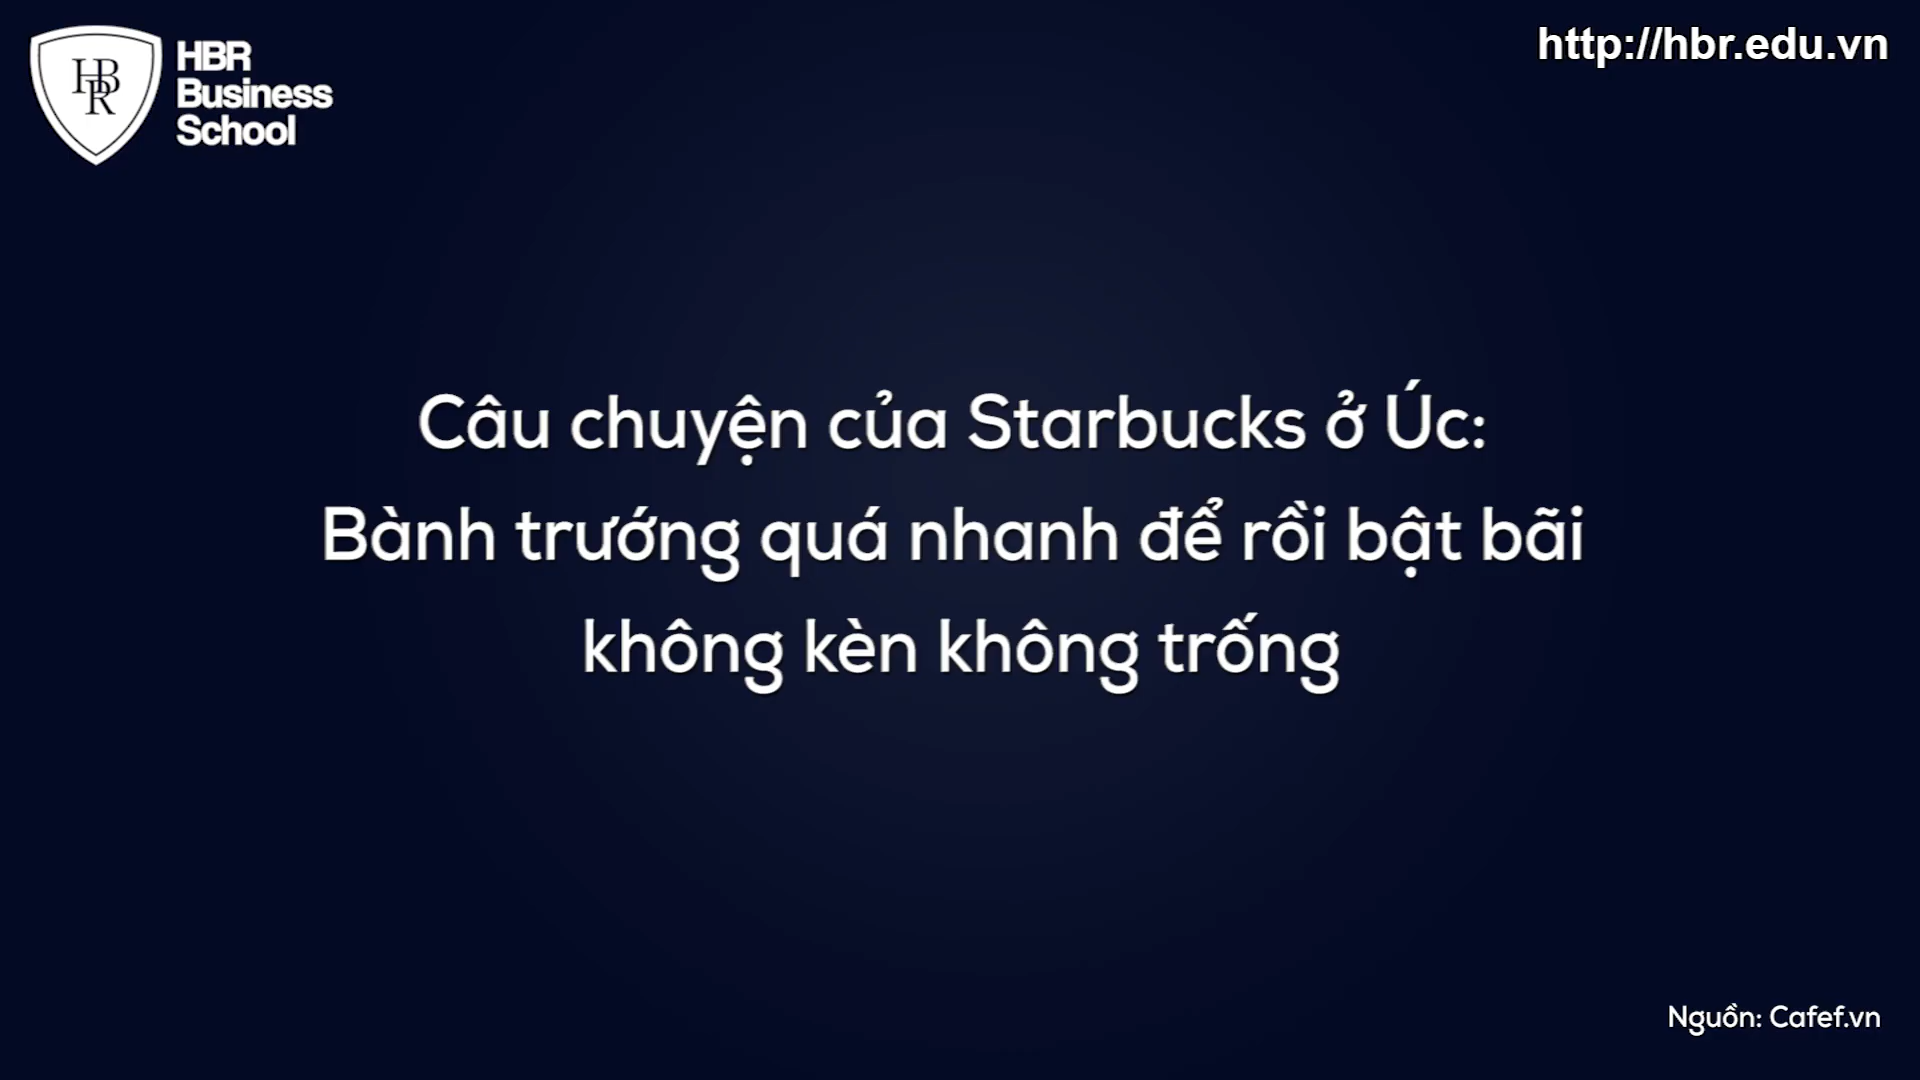 HBR
Business
School
http://hbr.edu.vn
Câu chuyện của Starbucks ở Úc:
Bành trướng quá nhanh để rồi bật bãi
không kèn không trống
Nguồn: Cafef.vn